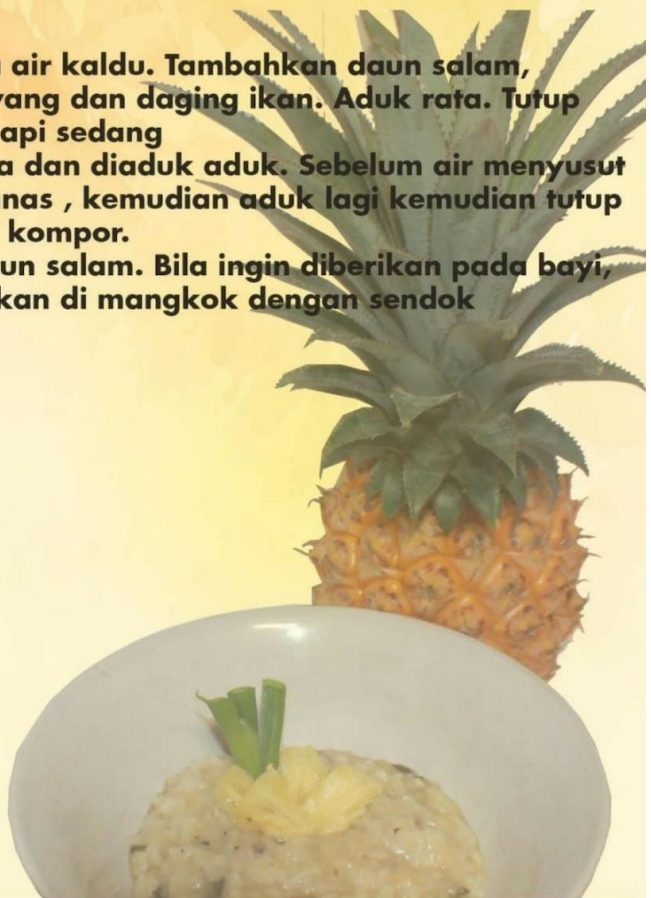 air kaldu. Tambahkan daun salam,
yang dan daging ikan. Aduk rata. Tutup
api sedang
dan diaduk aduk. Sebelum air menyusut
nas , kemudian aduk lagi kemudian tutup
kompor.
un salam. Bila ingin diberikan pada bayi,
kan di mangkok dengan sendok